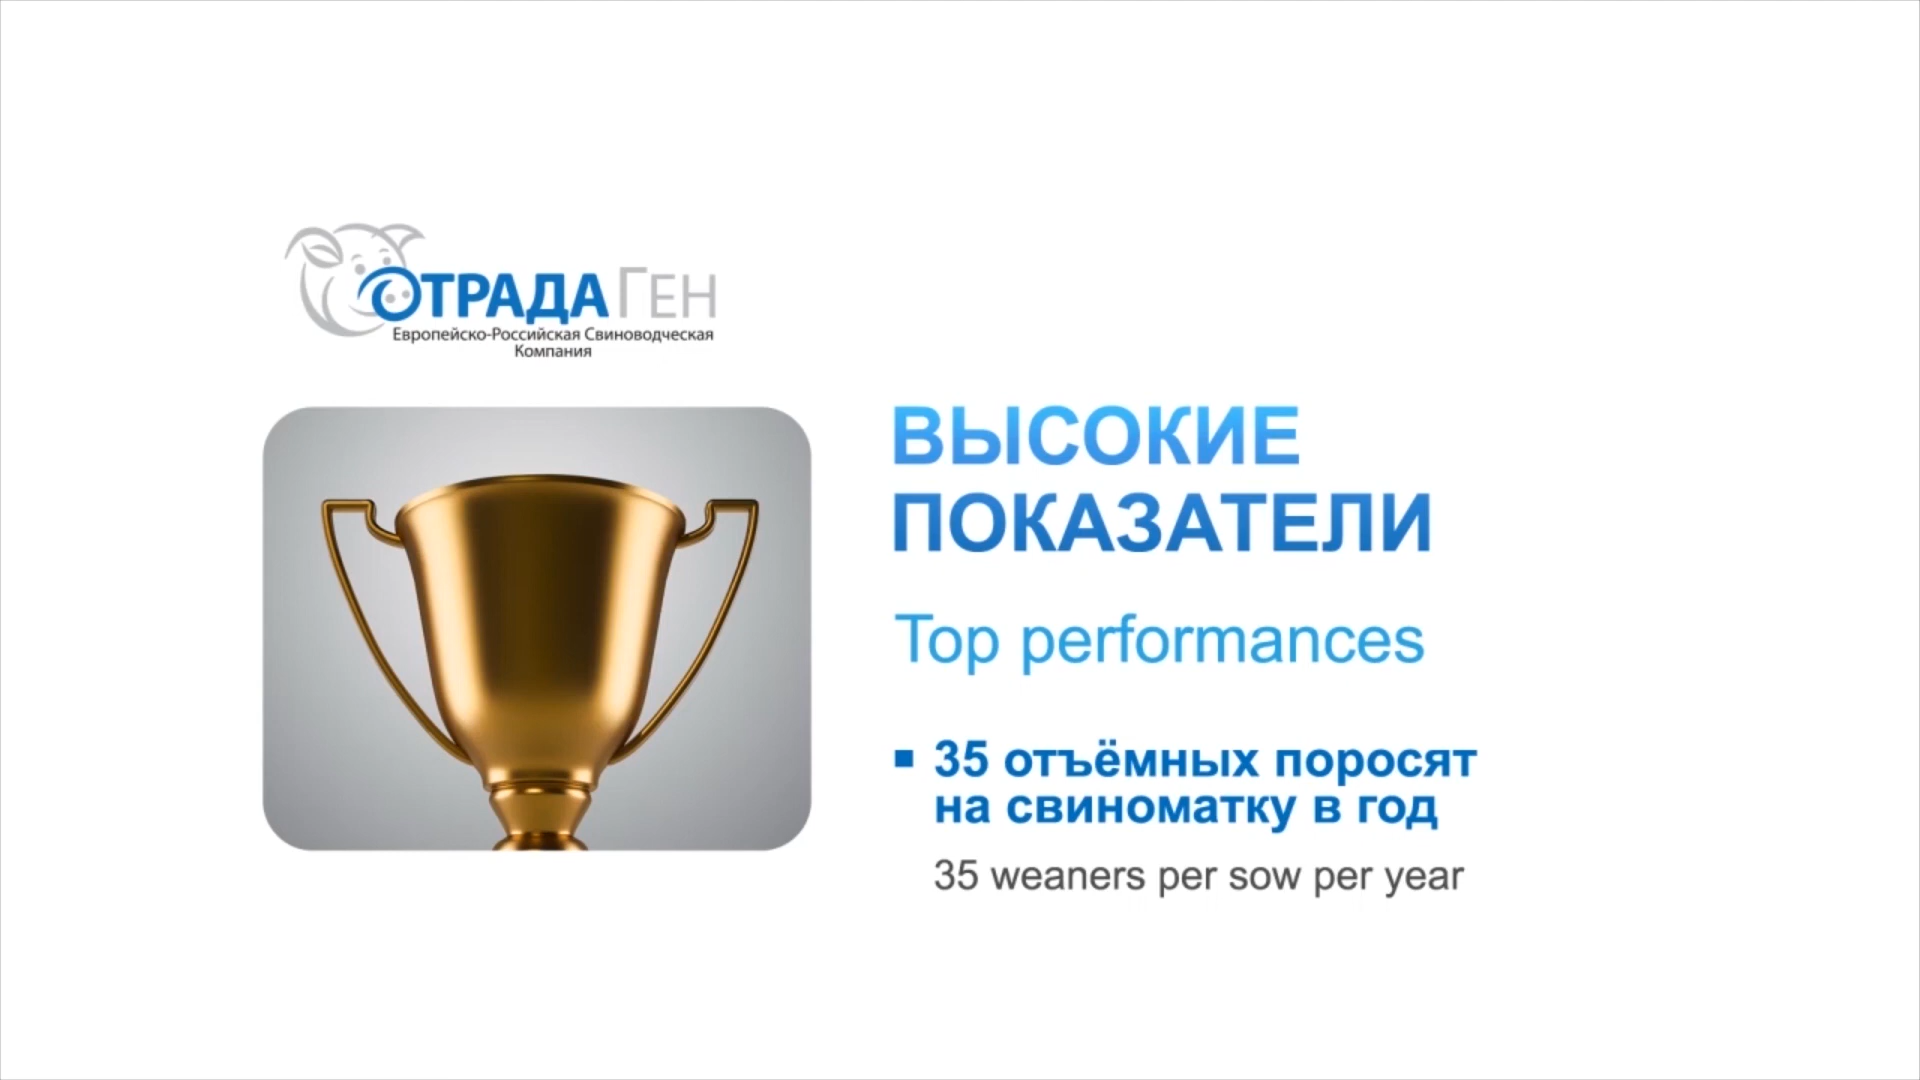 ОТРАДА ГЕН
Европейско-Российская Свиноводческая
Компания
ВЫСОКИЕ
ПОКАЗАТЕЛИ
Top performances
35 отъёмных поросят
на свиноматку в год
35 weaners per sow per year